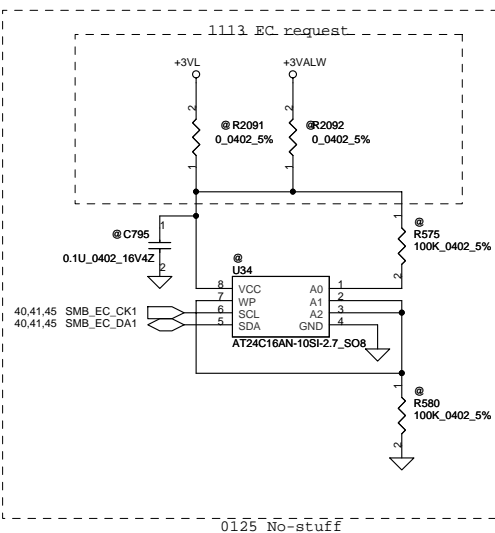 1113 EC request
+3VL
+3VALW
2
2
@ R2091
0_0402_5%
@R2092
0_0402_5%
1
1
@ C795
0.1U_0402_16V4Z
1
2
1
@
R575
100K_0402_5%
2
@
U34
8 VCC A0 1
7 WP A1 2
6 SCL A2 3
5 SDA GND 4
AT24C16AN-10SI-2.7_SO8
40,41,45 SMB_EC_CK1
40,41,45 SMB_EC_DA1
1
@
R580
100K_0402_5%
2
0125 No-stuff